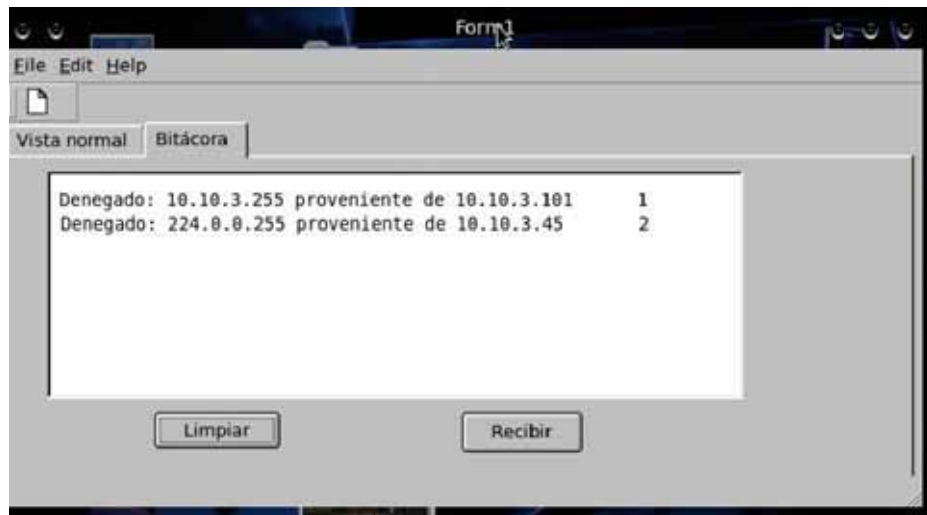 Form1
File Edit Help
Vista normal Bitácora
Denegado: 10.10.3.255 proveniente de 10.10.3.101 1
Denegado: 224.0.0.255 proveniente de 10.10.3.45 2
Limpiar Recibir